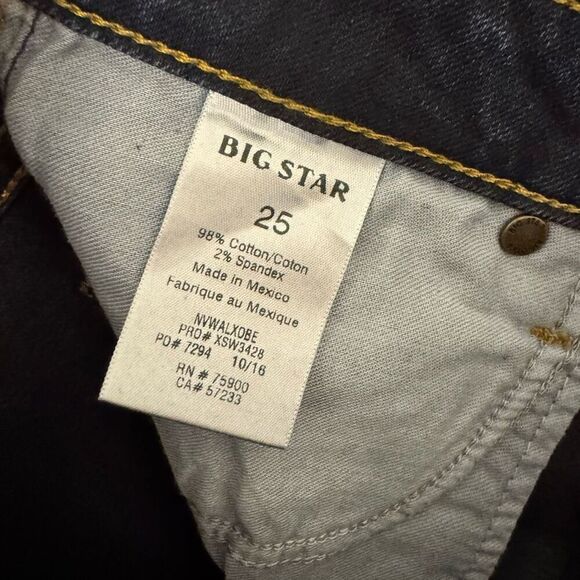 BIG STAR
25
98% Cotton/Coton
2% Spandex
Made in Mexico
Fabrique au Mexique
NVWALXOBE
PRO# XSW3428
PO# 7294 10/16
RN # 75900
CA# 57233